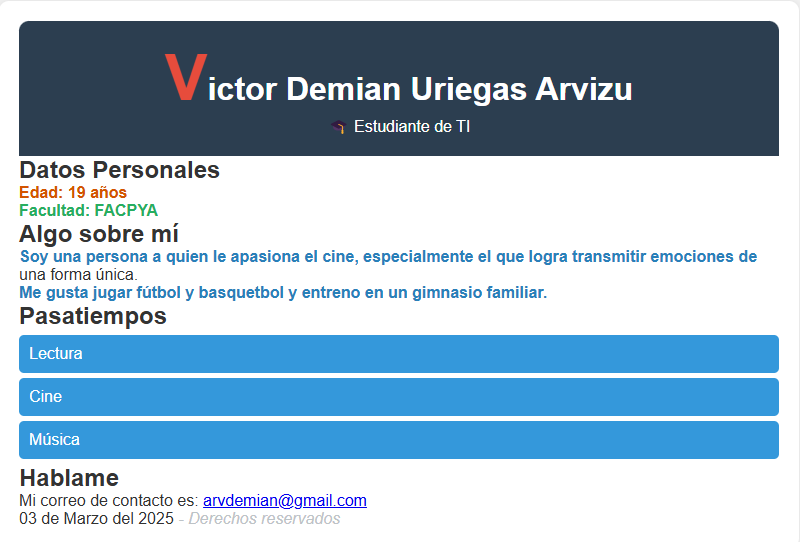 Victor Demian Uriegas Arvizu
🎓 Estudiante de TI
Datos Personales
Edad: 19 años
Facultad: FACPYA
Algo sobre mí
Soy una persona a quien le apasiona el cine, especialmente el que logra transmitir emociones de
una forma única.
Me gusta jugar fútbol y basquetbol y entreno en un gimnasio familiar.
Pasatiempos
Lectura
Cine
Música
Hablame
Mi correo de contacto es: arvdemian@gmail.com
03 de Marzo del 2025 - Derechos reservados